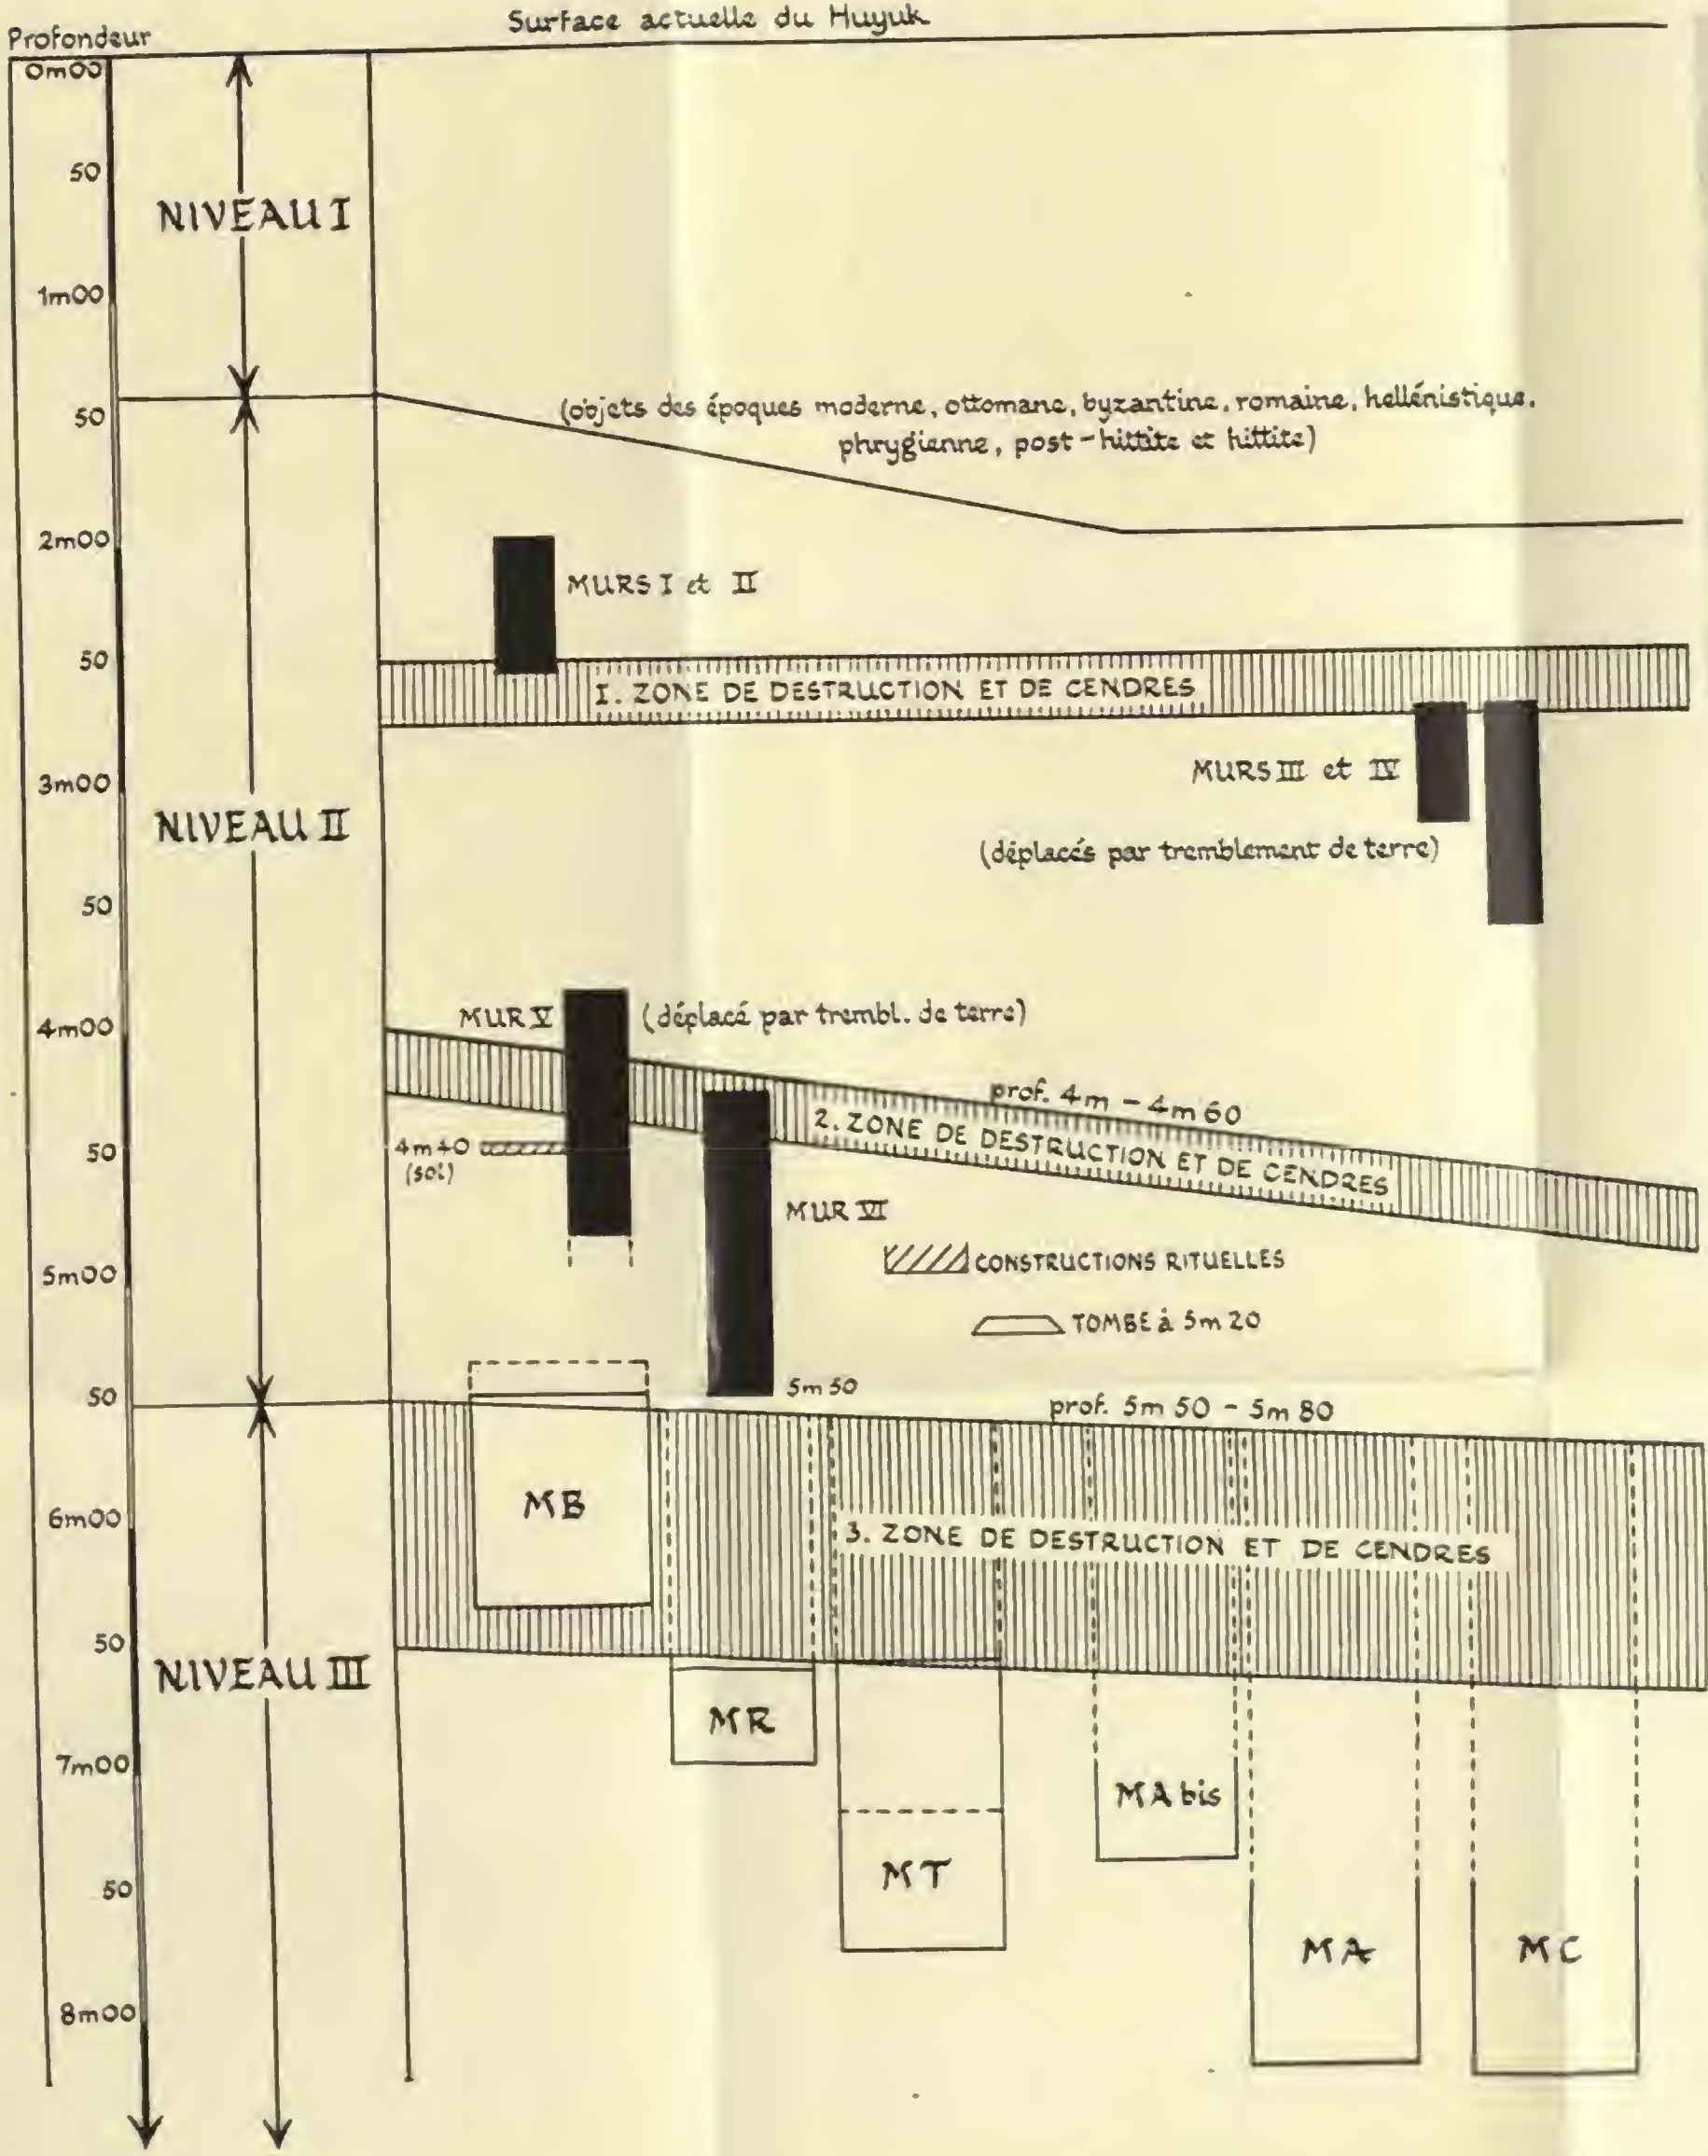 Surface actuelle du Huyuk
Profondeur
0m00
50
NIVEAU I
1m00
50
(objets des époques moderne, ottomane, byzantine, romaine, hellénistique,
phrygienne, post-hittite et hittite)
2m00
MURS I et II
50
1. ZONE DE DESTRUCTION ET DE CENDRES
3m00
MURS III et IV
NIVEAU II
(déplacés par tremblement de terre)
50
MUR V
(déplacé par trembl. de terre)
4m00
prof. 4m - 4m 60
2. ZONE DE DESTRUCTION ET DE CENDRES
50
4m40
(sol)
MUR VI
CONSTRUCTIONS RITUELLES
5m00
TOMBE à 5m 20
50
5m 50
prof. 5m 50 - 5m 80
MB
6m00
3. ZONE DE DESTRUCTION ET DE CENDRES
50
NIVEAU III
MR
7m00
MA bis
MT
50
MA
MC
8m00